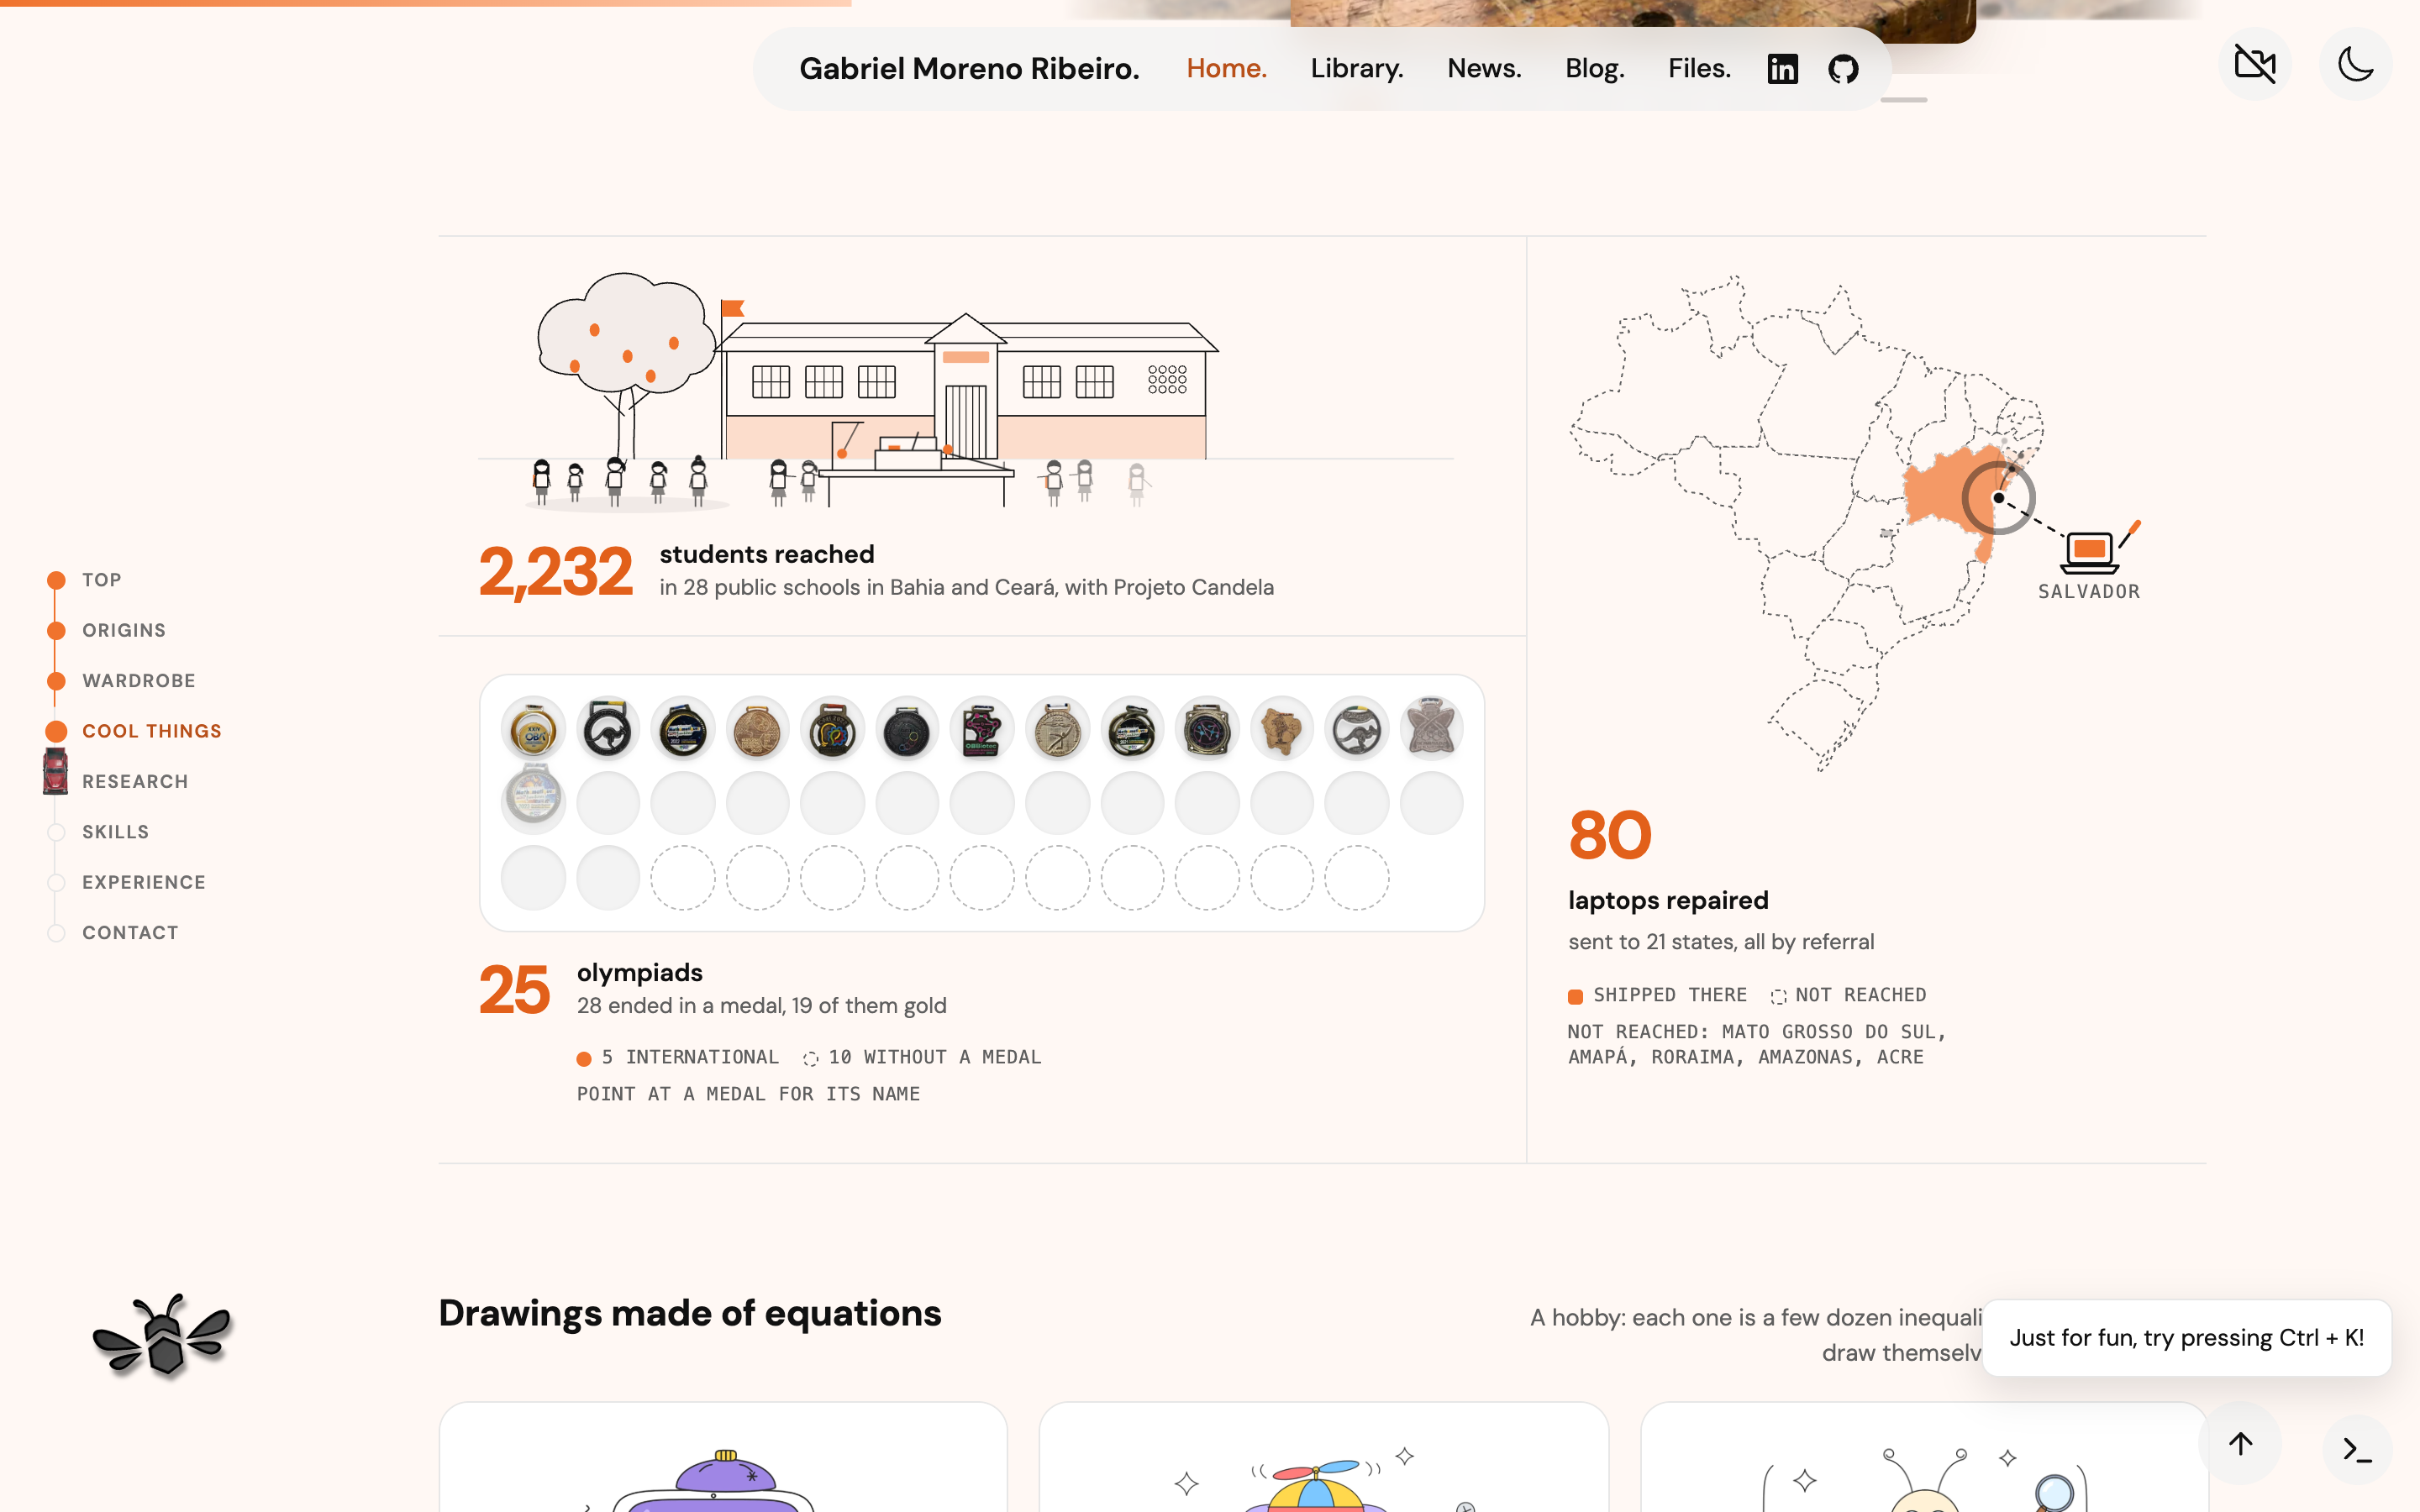 Gabriel Moreno Ribeiro.
Home.
Library.
News.
Blog.
Files.
TOP
ORIGINS
WARDROBE
COOL THINGS
RESEARCH
SKILLS
EXPERIENCE
CONTACT
2,232
students reached
in 28 public schools in Bahia and Ceará, with Projeto Candela
SALVADOR
25
olympiads
28 ended in a medal, 19 of them gold
5 INTERNATIONAL
10 WITHOUT A MEDAL
POINT AT A MEDAL FOR ITS NAME
80
laptops repaired
sent to 21 states, all by referral
SHIPPED THERE
NOT REACHED
NOT REACHED: MATO GROSSO DO SUL,
AMAPÁ, RORAIMA, AMAZONAS, ACRE
Drawings made of equations
A hobby: each one is a few dozen
draw
Just for fun, try pressing Ctrl + K!